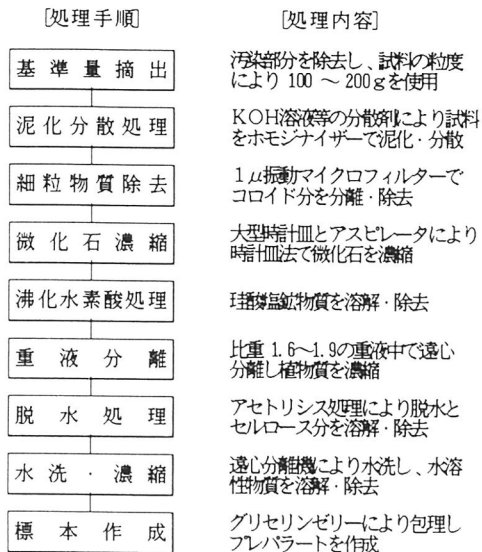 [処理手順] [処理内容]
基準量摘出
汚染部分を除去し、試料の粒度
により 100 ～ 200gを使用
泥化分散処理
KOH溶液等の分散剤により試料
をホモジナイザーで泥化・分散
細粒物質除去
1μ振動マイクロフィルターで
コロイド分を分離・除去
微化石濃縮
大型時計皿とアスピレータにより
時計皿法で微化石を濃縮
沸化水素酸処理
珪酸塩鉱物質を溶解・除去
重液分離
比重 1.6～1.9の重液中で遠心
分離し植物質を濃縮
脱水処理
アセトリシス処理により脱水と
セルロース分を溶解・除去
水洗・濃縮
遠心分離機により水洗し、水溶
性物質を溶解・除去
標本作成
グリセリンゼリーにより包理し
プレパラートを作成